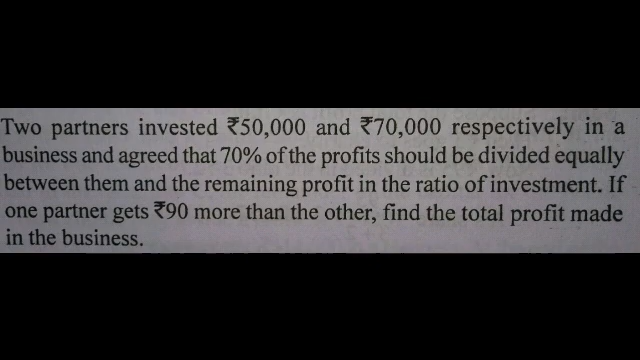 Two partners invested ₹50,000 and ₹70,000 respectively in a
business and agreed that 70% of the profits should be divided equally
between them and the remaining profit in the ratio of investment. If
one partner gets ₹90 more than the other, find the total profit made
in the business.